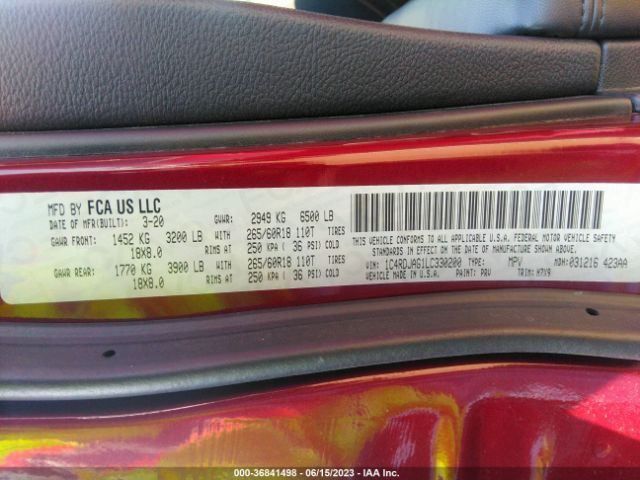 MFD BY FCA US LLC
DATE OF MFR(BUILT): 3-20 GVWR: 2949 KG 6500 LB
GAWR FRONT: 1452 KG 3200 LB WITH 265/60R18 110T TIRES
18X8.0 RIMS AT 250 KPA ( 36 PSI) COLD
GAWR REAR: 1770 KG 3900 LB WITH 265/60R18 110T TIRES
18X8.0 RIMS AT 250 KPA ( 36 PSI) COLD
THIS VEHICLE CONFORMS TO ALL APPLICABLE U.S.A. FEDERAL MOTOR VEHICLE SAFETY
STANDARDS IN EFFECT ON THE DATE OF MANUFACTURE SHOWN ABOVE.
VIN: 1C4RDJAG1LC330200 TYPE: MPV MDH: 031216 423AA
VEHICLE MADE IN U.S.A. PAINT: PRV TRIM: H7X9
000-36841498 - 06/15/2023 - IAA Inc.